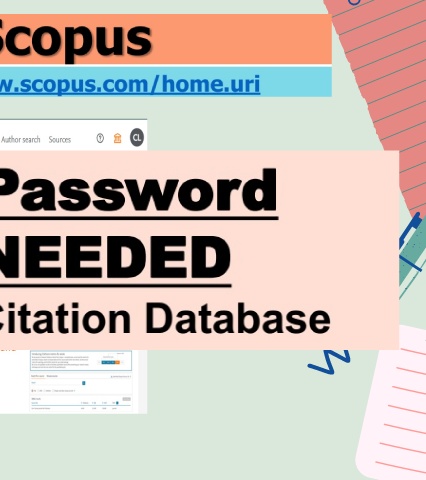 Scopus
w.scopus.com/home.uri
Author search Sources CL
Password
NEEDED
Citation Database